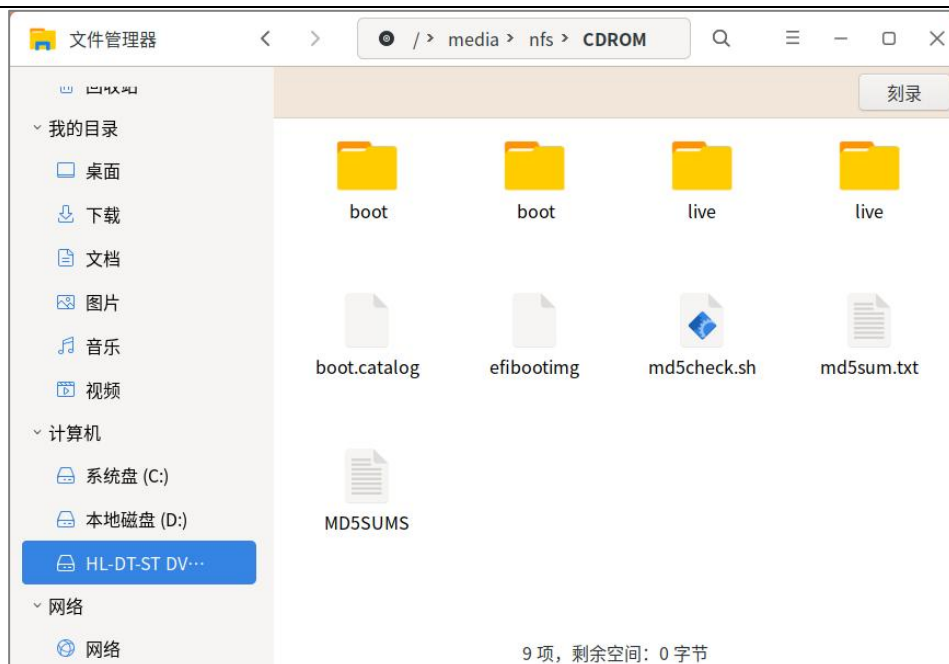 文件管理器
/ > media > nfs > CDROM
刻录
回收站
我的目录
桌面
下载
文档
图片
音乐
视频
计算机
系统盘 (C:)
本地磁盘 (D:)
HL-DT-ST DV···
网络
网络
boot boot live live
boot.catalog efibootimg md5check.sh md5sum.txt
MD5SUMS
9 项，剩余空间：0 字节